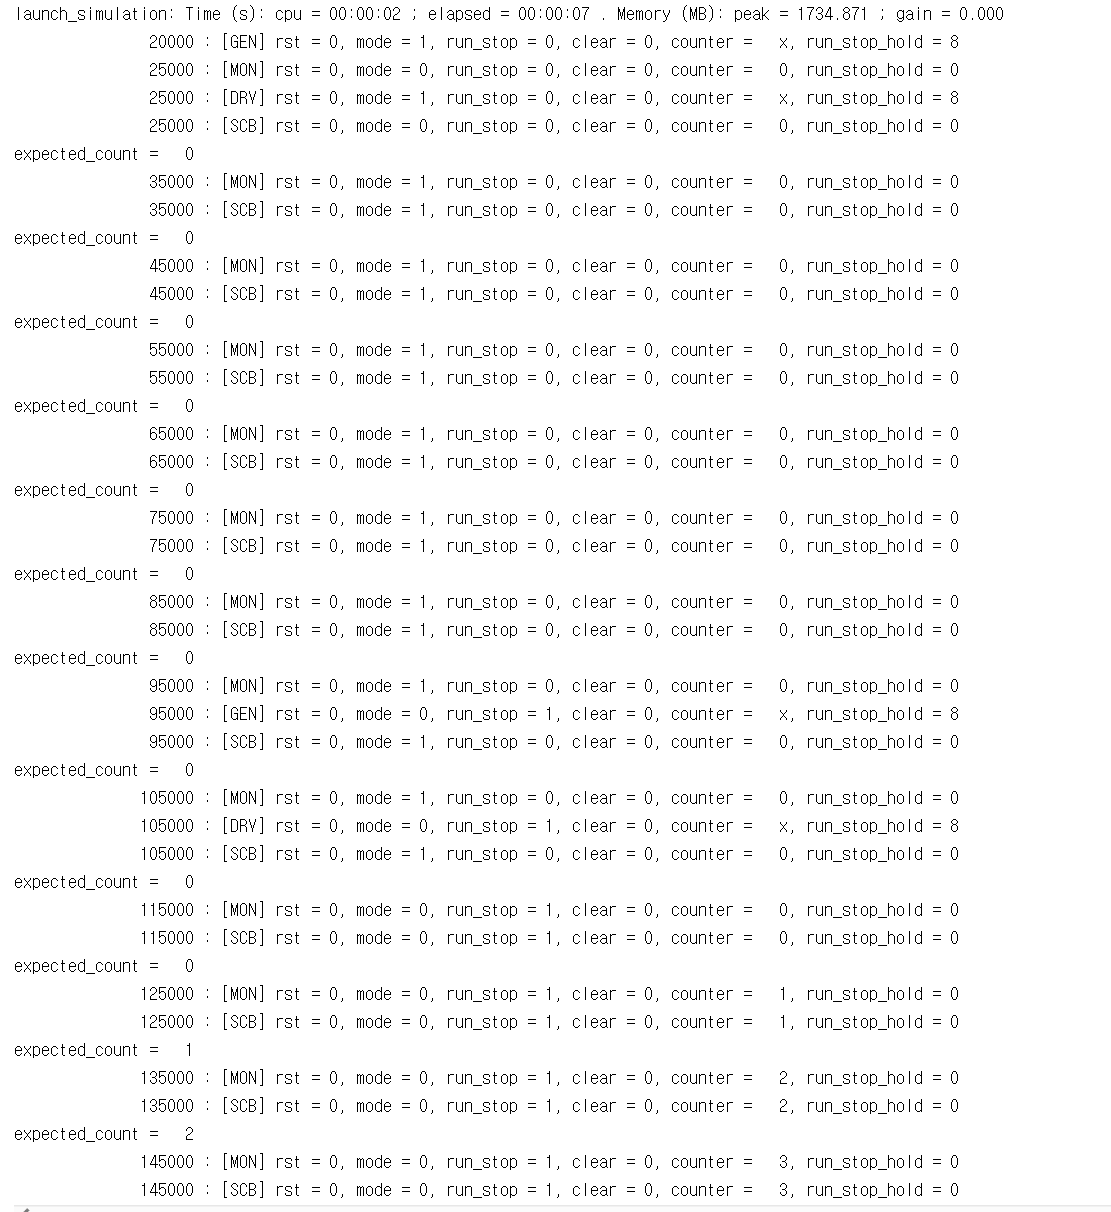 launch_simulation: Time (s): cpu = 00:00:02 ; elapsed = 00:00:07 . Memory (MB): peak = 1734.871 ; gain = 0.000
20000 : [GEN] rst = 0, mode = 1, run_stop = 0, clear = 0, counter =   x, run_stop_hold = 8
25000 : [MON] rst = 0, mode = 0, run_stop = 0, clear = 0, counter =   0, run_stop_hold = 0
25000 : [DRV] rst = 0, mode = 1, run_stop = 0, clear = 0, counter =   x, run_stop_hold = 8
25000 : [SCB] rst = 0, mode = 0, run_stop = 0, clear = 0, counter =   0, run_stop_hold = 0
expected_count =   0
35000 : [MON] rst = 0, mode = 1, run_stop = 0, clear = 0, counter =   0, run_stop_hold = 0
35000 : [SCB] rst = 0, mode = 1, run_stop = 0, clear = 0, counter =   0, run_stop_hold = 0
expected_count =   0
45000 : [MON] rst = 0, mode = 1, run_stop = 0, clear = 0, counter =   0, run_stop_hold = 0
45000 : [SCB] rst = 0, mode = 1, run_stop = 0, clear = 0, counter =   0, run_stop_hold = 0
expected_count =   0
55000 : [MON] rst = 0, mode = 1, run_stop = 0, clear = 0, counter =   0, run_stop_hold = 0
55000 : [SCB] rst = 0, mode = 1, run_stop = 0, clear = 0, counter =   0, run_stop_hold = 0
expected_count =   0
65000 : [MON] rst = 0, mode = 1, run_stop = 0, clear = 0, counter =   0, run_stop_hold = 0
65000 : [SCB] rst = 0, mode = 1, run_stop = 0, clear = 0, counter =   0, run_stop_hold = 0
expected_count =   0
75000 : [MON] rst = 0, mode = 1, run_stop = 0, clear = 0, counter =   0, run_stop_hold = 0
75000 : [SCB] rst = 0, mode = 1, run_stop = 0, clear = 0, counter =   0, run_stop_hold = 0
expected_count =   0
85000 : [MON] rst = 0, mode = 1, run_stop = 0, clear = 0, counter =   0, run_stop_hold = 0
85000 : [SCB] rst = 0, mode = 1, run_stop = 0, clear = 0, counter =   0, run_stop_hold = 0
expected_count =   0
95000 : [MON] rst = 0, mode = 1, run_stop = 0, clear = 0, counter =   0, run_stop_hold = 0
95000 : [GEN] rst = 0, mode = 0, run_stop = 1, clear = 0, counter =   x, run_stop_hold = 8
95000 : [SCB] rst = 0, mode = 1, run_stop = 0, clear = 0, counter =   0, run_stop_hold = 0
expected_count =   0
105000 : [MON] rst = 0, mode = 1, run_stop = 0, clear = 0, counter =   0, run_stop_hold = 0
105000 : [DRV] rst = 0, mode = 0, run_stop = 1, clear = 0, counter =   x, run_stop_hold = 8
105000 : [SCB] rst = 0, mode = 1, run_stop = 0, clear = 0, counter =   0, run_stop_hold = 0
expected_count =   0
115000 : [MON] rst = 0, mode = 0, run_stop = 1, clear = 0, counter =   0, run_stop_hold = 0
115000 : [SCB] rst = 0, mode = 0, run_stop = 1, clear = 0, counter =   0, run_stop_hold = 0
expected_count =   0
125000 : [MON] rst = 0, mode = 0, run_stop = 1, clear = 0, counter =   1, run_stop_hold = 0
125000 : [SCB] rst = 0, mode = 0, run_stop = 1, clear = 0, counter =   1, run_stop_hold = 0
expected_count =   1
135000 : [MON] rst = 0, mode = 0, run_stop = 1, clear = 0, counter =   2, run_stop_hold = 0
135000 : [SCB] rst = 0, mode = 0, run_stop = 1, clear = 0, counter =   2, run_stop_hold = 0
expected_count =   2
145000 : [MON] rst = 0, mode = 0, run_stop = 1, clear = 0, counter =   3, run_stop_hold = 0
145000 : [SCB] rst = 0, mode = 0, run_stop = 1, clear = 0, counter =   3, run_stop_hold = 0